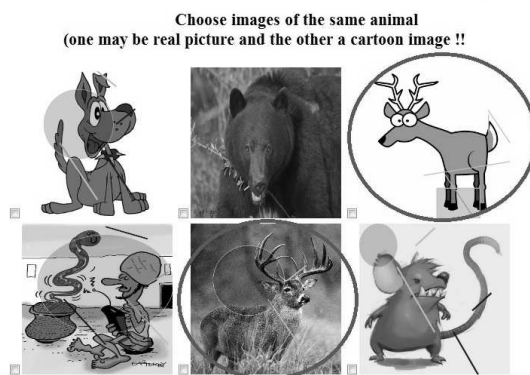 Choose images of the same animal
(one may be real picture and the other a cartoon image !!